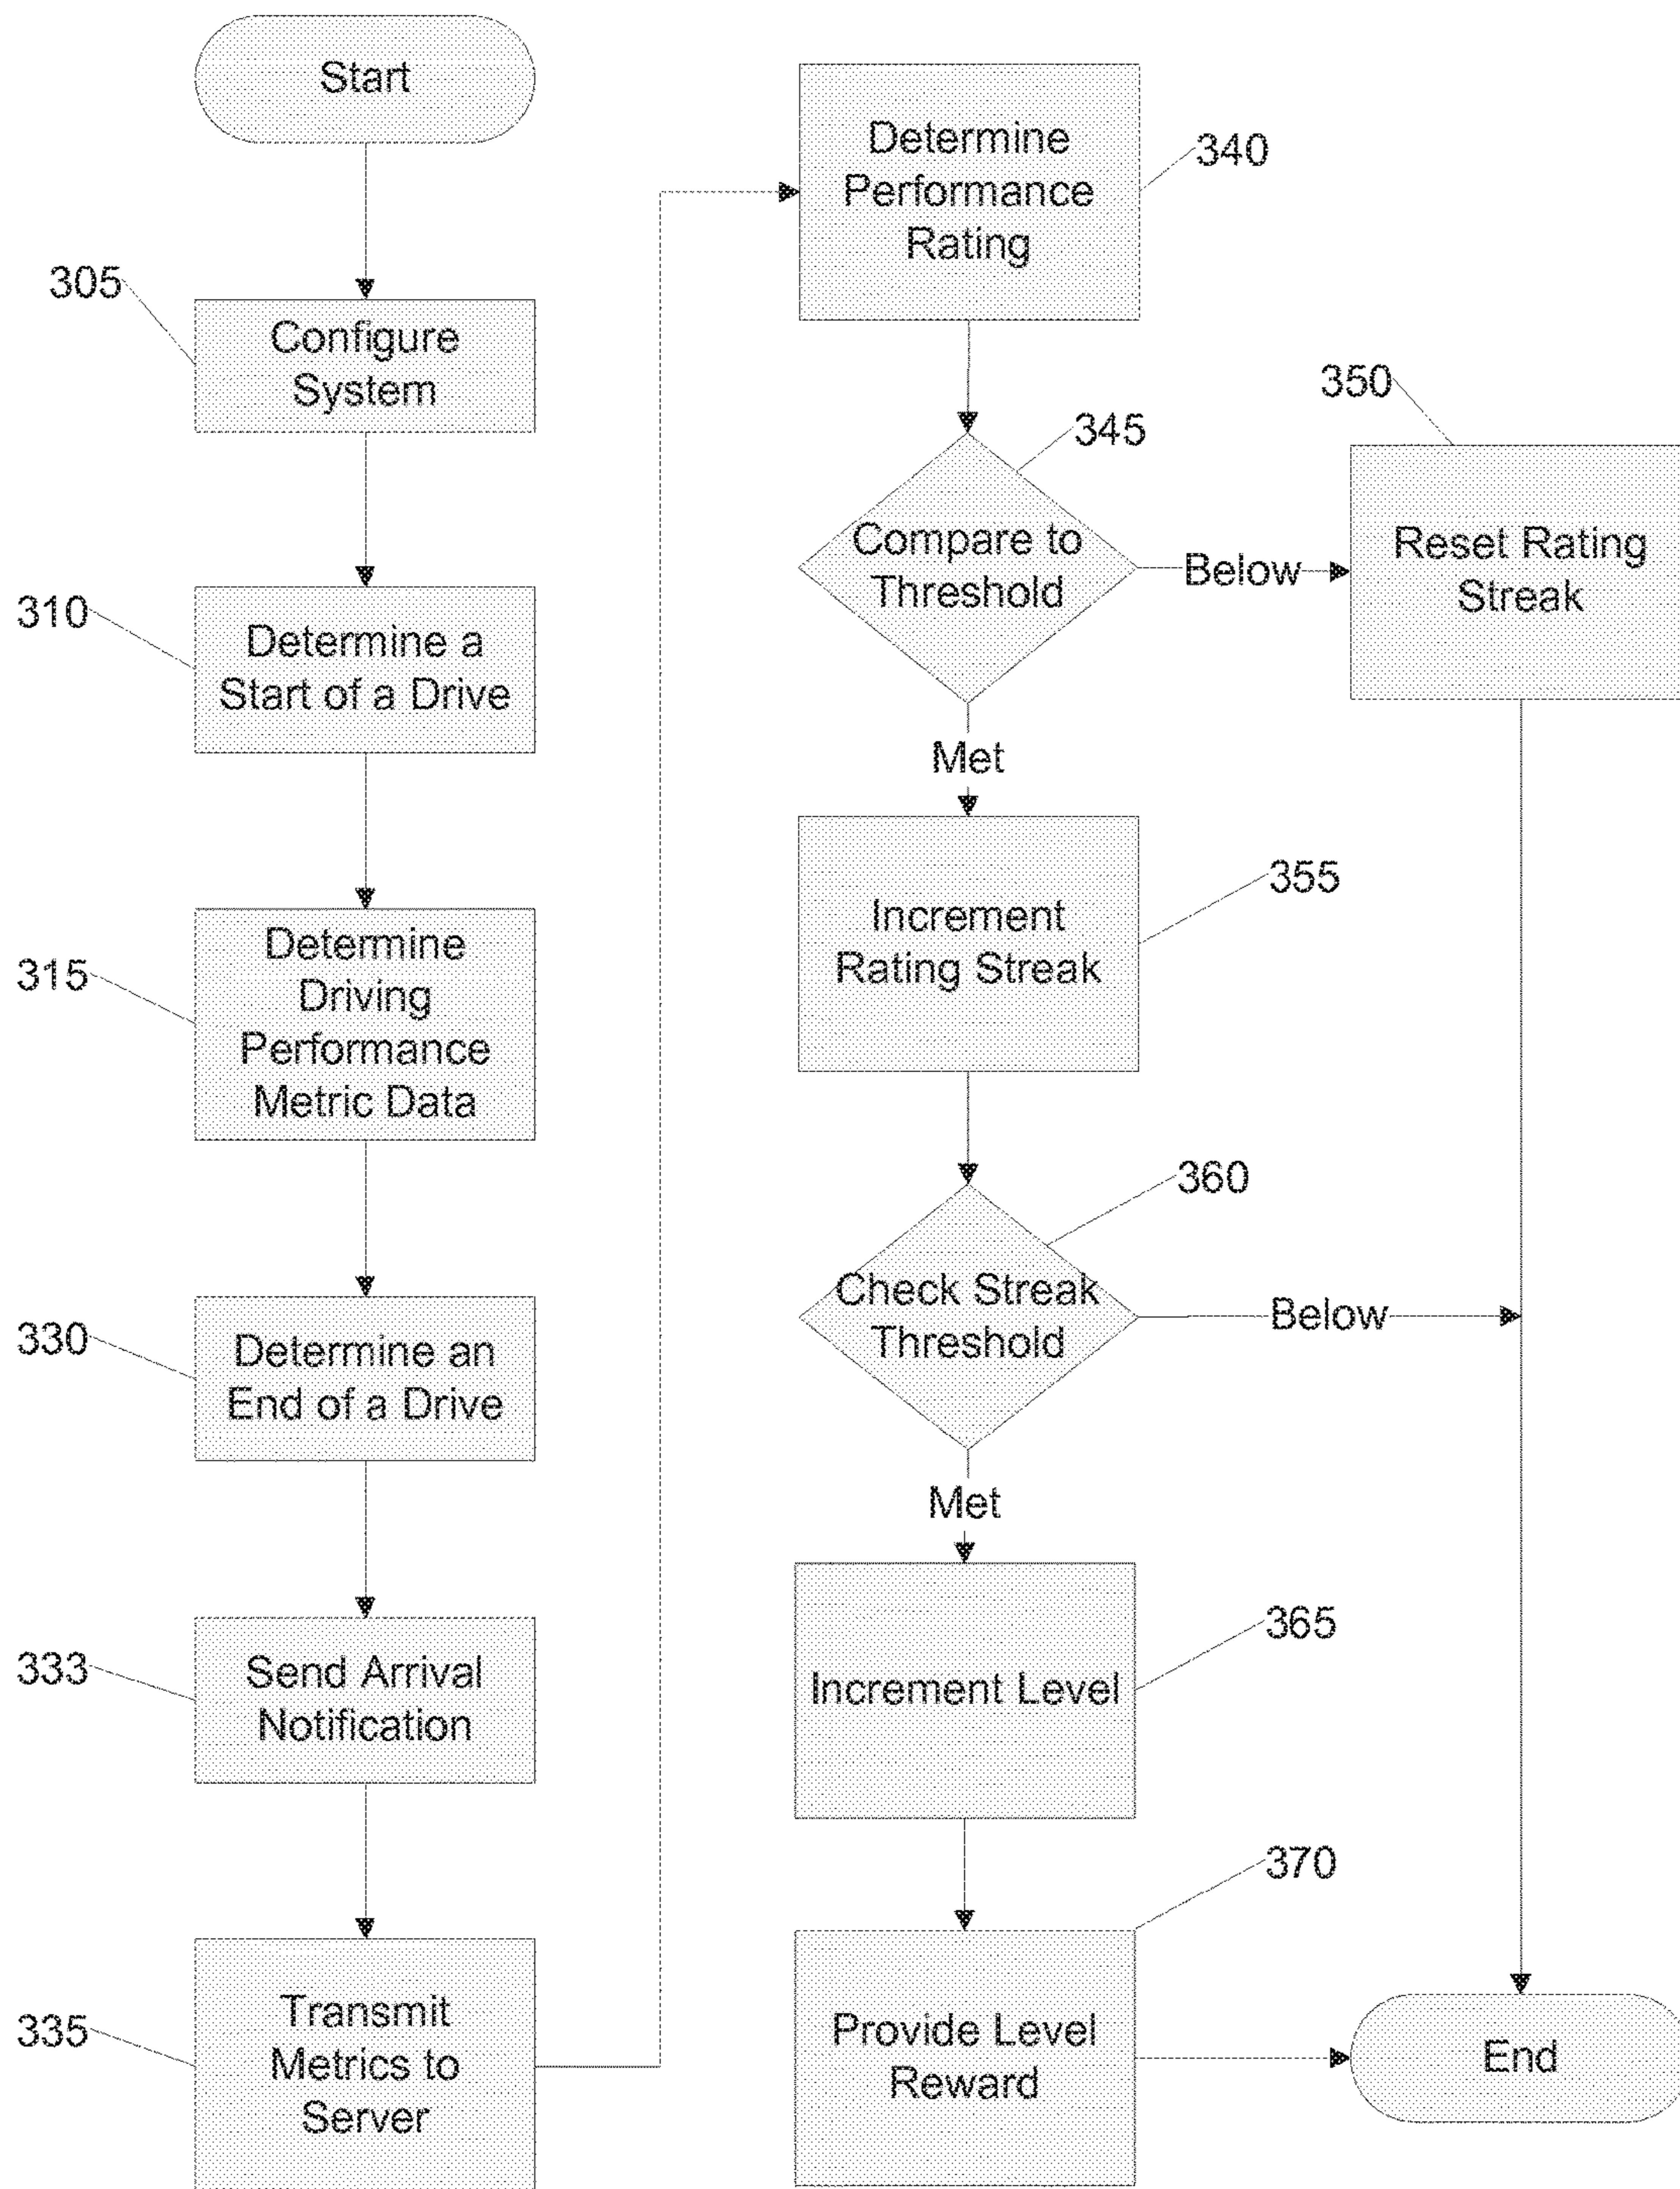 Start
305
Configure
System
310
Determine a
Start of a Drive
315
Determine
Driving
Performance
Metric Data
330
Determine an
End of a Drive
333
Send Arrival
Notification
335
Transmit
Metrics to
Server
340
Determine
Performance
Rating
345
Compare to
Threshold
Below
350
Reset Rating
Streak
Met
355
Increment
Rating Streak
360
Check Streak
Threshold
Below
Met
365
Increment Level
370
Provide Level
Reward
End